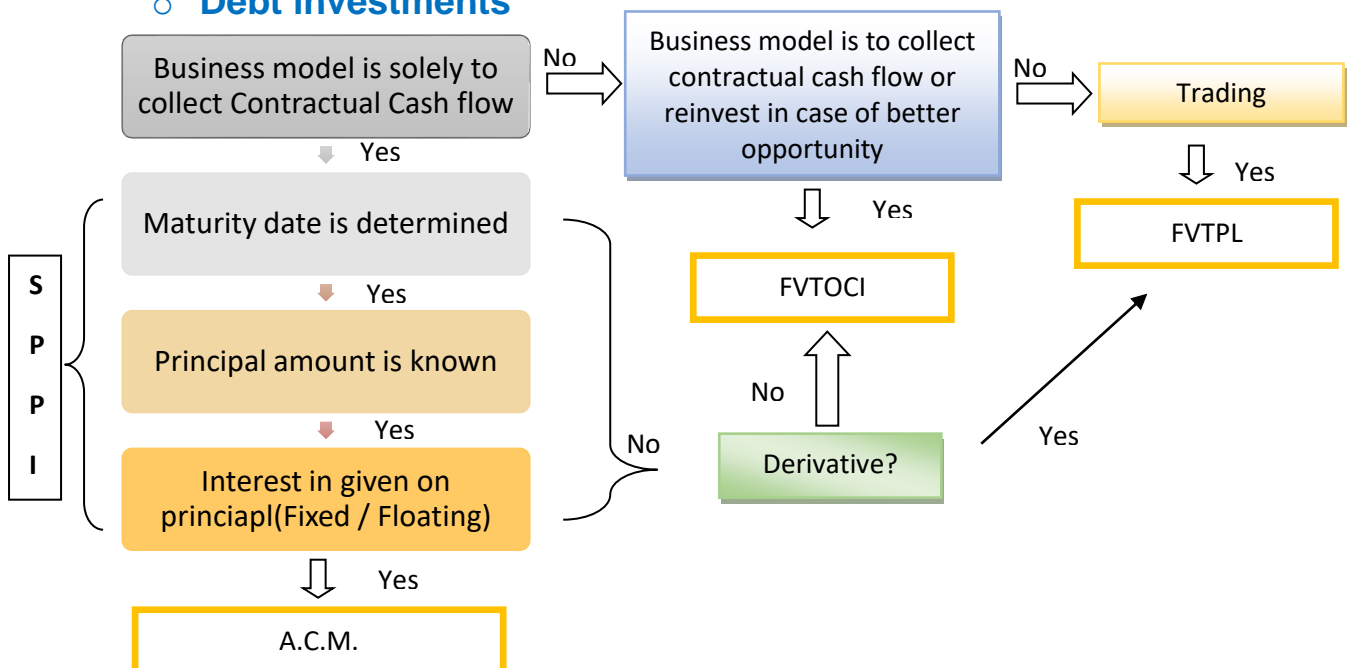 ○ Debt Investments
Business model is solely to
collect Contractual Cash flow
No
Business model is to collect
contractual cash flow or
reinvest in case of better
opportunity
No
Trading
Yes
Yes
Yes
Maturity date is determined
FVTPL
FVTOCI
S
P
P
I
Yes
Principal amount is known
No
Yes
No
Derivative?
Yes
Interest in given on
princiapl(Fixed / Floating)
Yes
A.C.M.